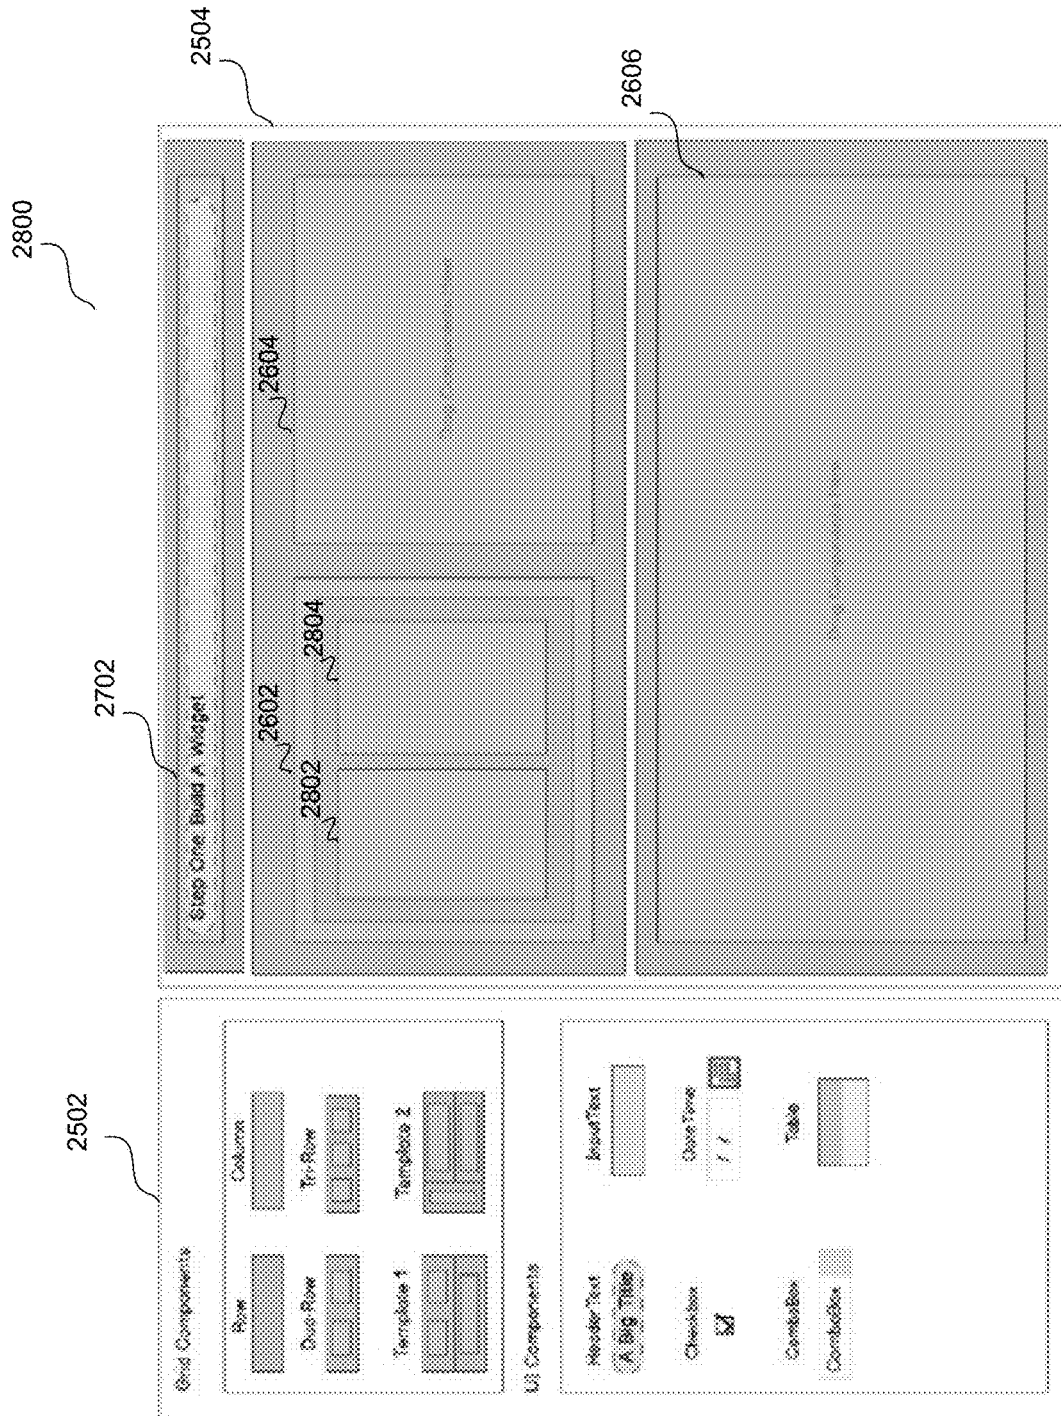 2800
2502
2702
2504
Grid Components
Row
Column
Duo-Row
Tri-Row
Template 1
Template 2
UI Components
Header Text
Input Text
A Big Title
Checkbox
Date Time
/ /
ComboBox
Table
ComboBox
Step One Build A Widget
2602
2604
2802
2804
2606